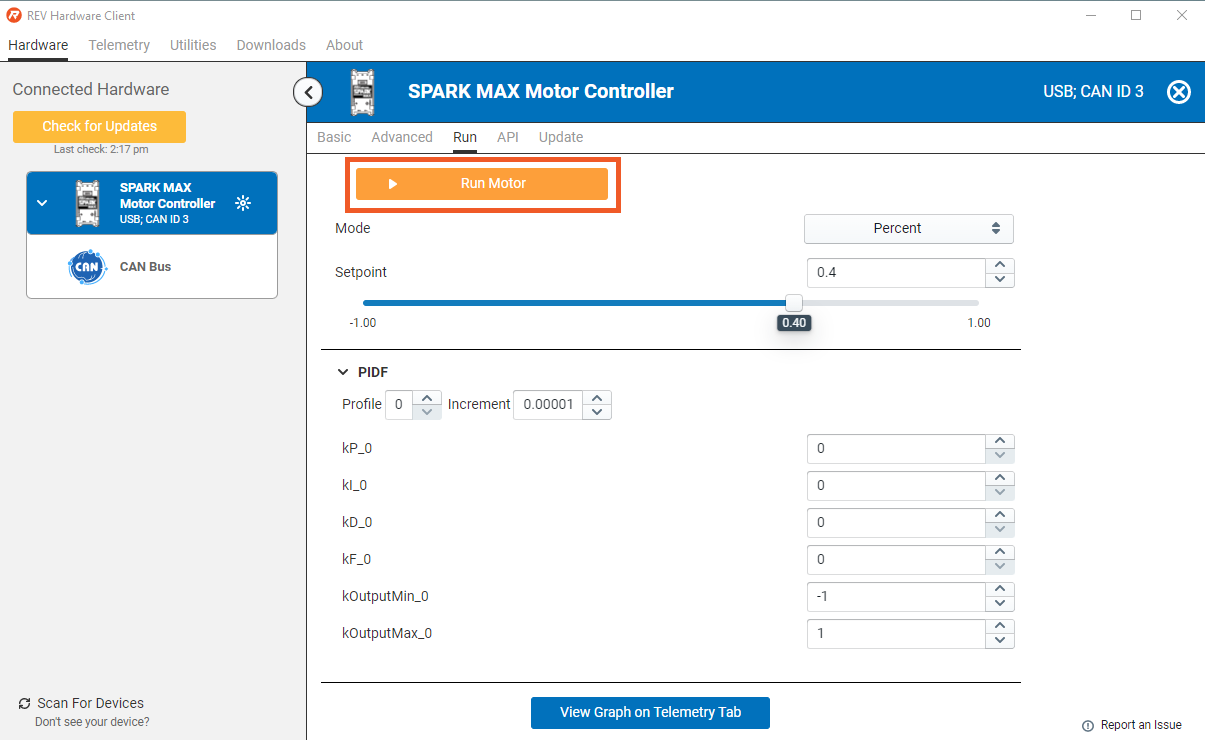 REV Hardware Client
Hardware Telemetry Utilities Downloads About
Connected Hardware
Check for Updates
Last check: 2:17 pm
SPARK MAX
Motor Controller
USB; CAN ID 3
CAN
CAN Bus
Scan For Devices
Don't see your device?
SPARK MAX Motor Controller
USB; CAN ID 3
Basic Advanced Run API Update
Run Motor
Mode
Percent
Setpoint
0.4
-1.00
0.40
1.00
PIDF
Profile 0 Increment 0.00001
kP_0
0
kI_0
0
kD_0
0
kF_0
0
kOutputMin_0
-1
kOutputMax_0
1
View Graph on Telemetry Tab
Report an Issue